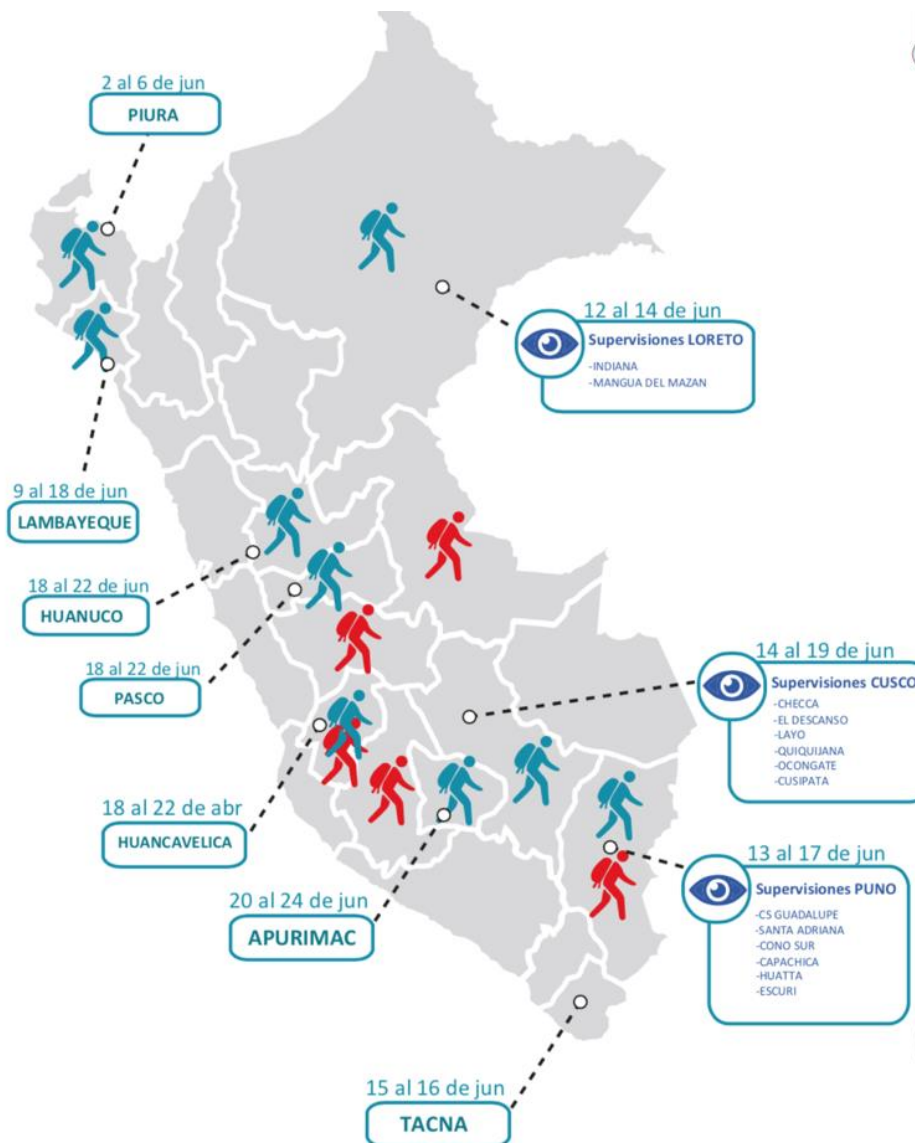 2 al 6 de jun
PIURA
12 al 14 de jun
Supervisiones LORETO
-INDIANA
-MANGUA DEL MAZAN
9 al 18 de jun
LAMBAYEQUE
18 al 22 de jun
HUANUCO
18 al 22 de jun
PASCO
14 al 19 de jun
Supervisiones CUSCO
-CHECCA
-EL DESCANSO
-LAYO
-QUIQUIJANA
-OCONGATE
-CUSIPATA
18 al 22 de abr
HUANCAVELICA
13 al 17 de jun
Supervisiones PUNO
-CS GUADALUPE
-SANTA ADRIANA
-CONO SUR
-CAPACHICA
-HUATTA
-ESCURI
20 al 24 de jun
APURIMAC
15 al 16 de jun
TACNA